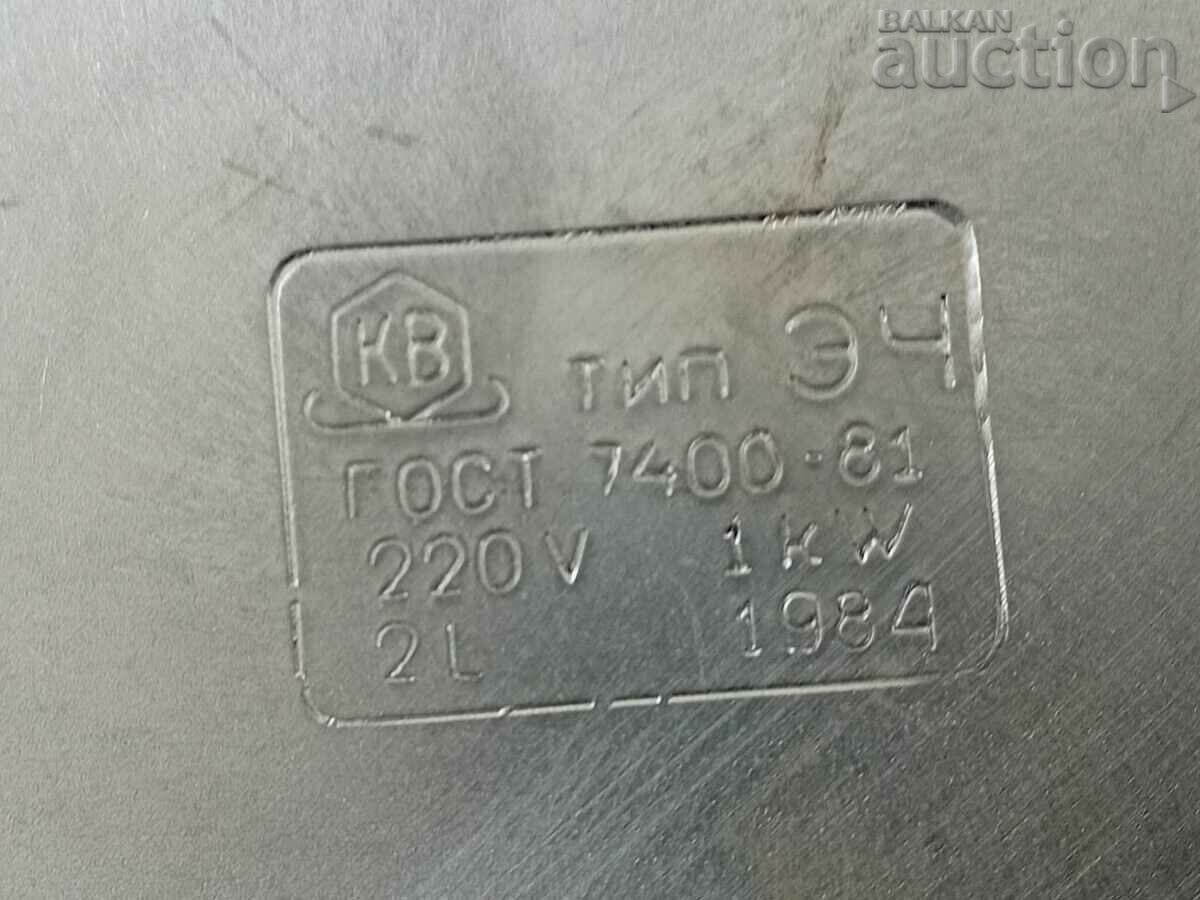 BALKAN
auction
КВ
тип ЭЧ
ГОСТ 7400-81
220V 1kW
2L 1984